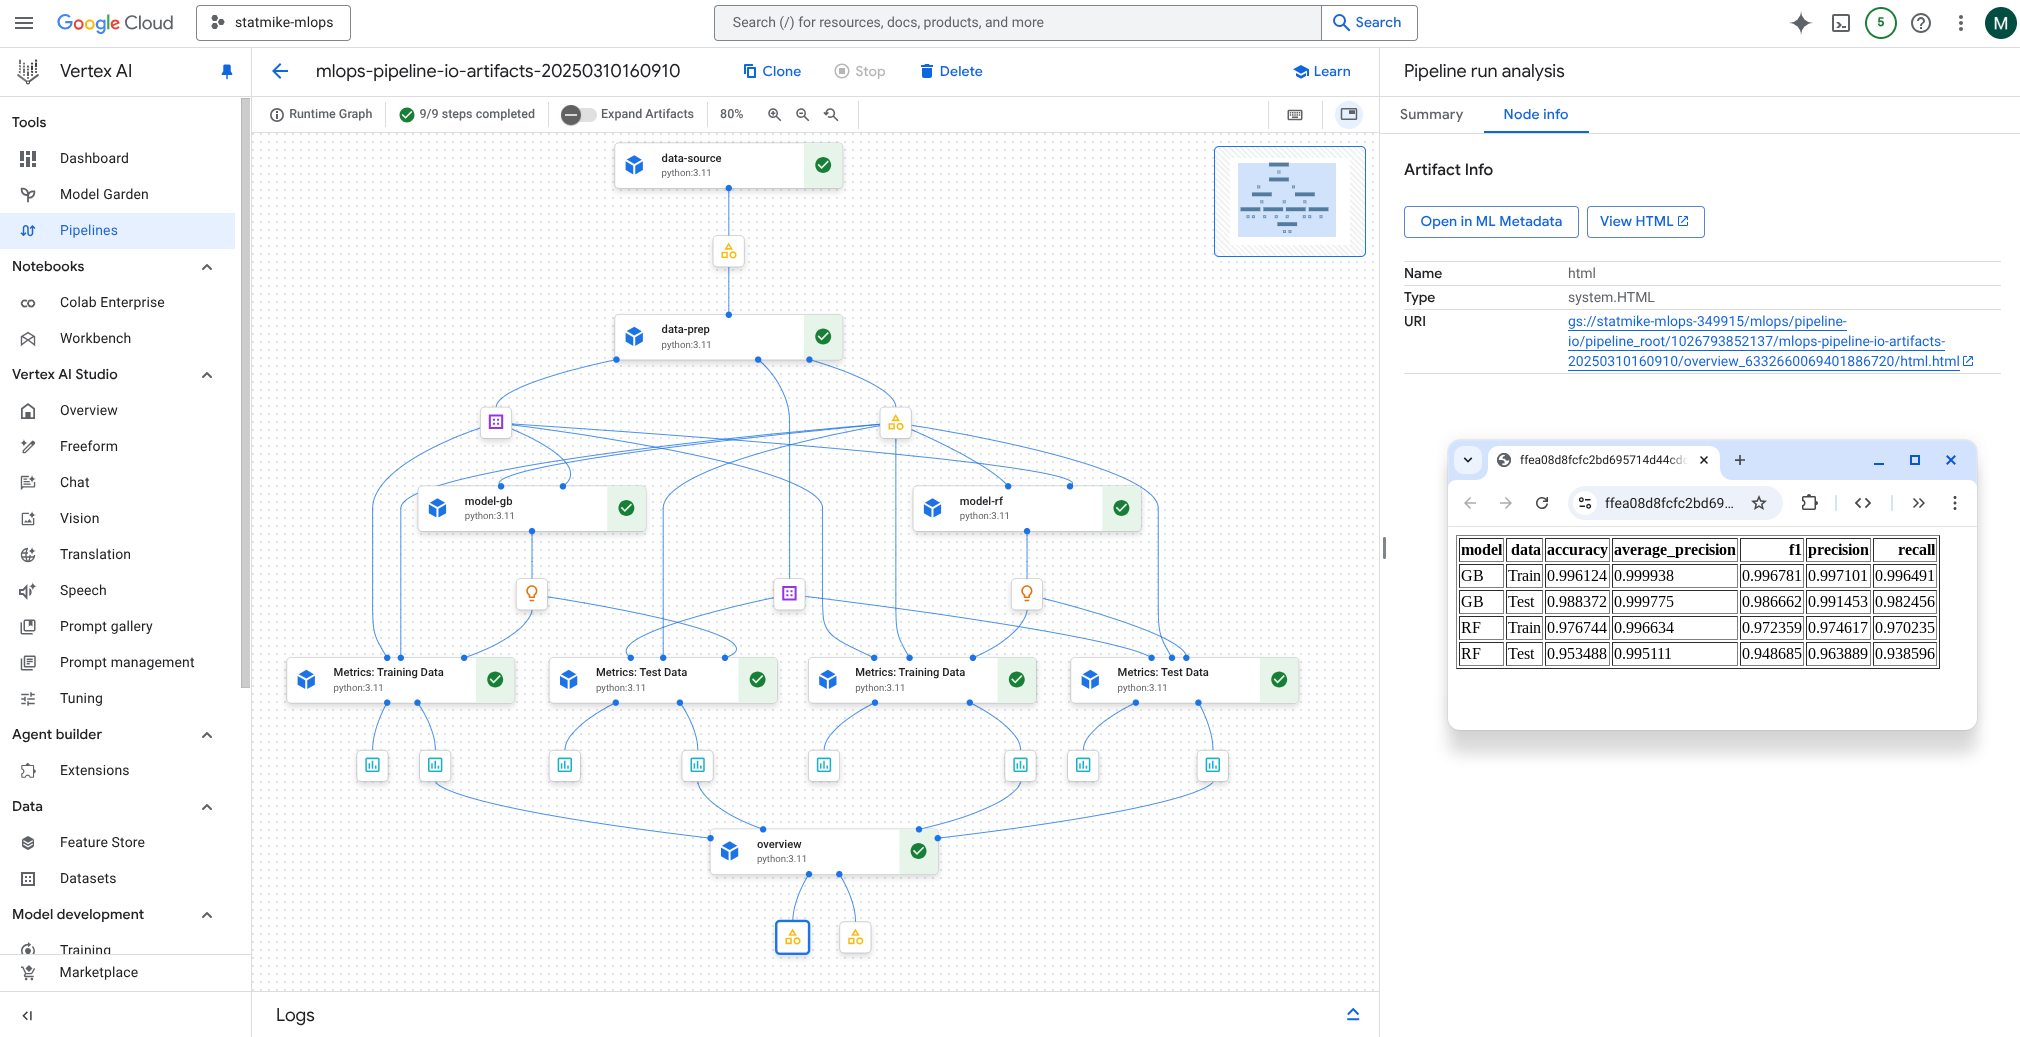 Google Cloud
statmike-mlops
Search (/) for resources, docs, products, and more
Search
5
M
Vertex AI
Tools
Dashboard
Model Garden
Pipelines
Notebooks
Colab Enterprise
Workbench
Vertex AI Studio
Overview
Freeform
Chat
Vision
Translation
Speech
Prompt gallery
Prompt management
Tuning
Agent builder
Extensions
Data
Feature Store
Datasets
Model development
Training
Marketplace
mlops-pipeline-io-artifacts-20250310160910
Clone
Stop
Delete
Learn
Runtime Graph
9/9 steps completed
Expand Artifacts
80%
data-source
python:3.11
data-prep
python:3.11
model-gb
python:3.11
model-rf
python:3.11
Metrics: Training Data
python:3.11
Metrics: Test Data
python:3.11
Metrics: Training Data
python:3.11
Metrics: Test Data
python:3.11
overview
python:3.11
Logs
Pipeline run analysis
Summary
Node info
Artifact Info
Open in ML Metadata
View HTML
Name html
Type system.HTML
URI gs://statmike-mlops-349915/mlops/pipeline-
io/pipeline_root/1026793852137/mlops-pipeline-io-artifacts-
20250310160910/overview_6332660069401886720/html.html
ffea08d8fcfc2bd695714d44cd
ffea08d8fcfc2bd69...
model data accuracy average_precision f1 precision recall
GB Train 0.996124 0.999938 0.996781 0.997101 0.996491
GB Test 0.988372 0.999775 0.986662 0.991453 0.982456
RF Train 0.976744 0.996634 0.972359 0.974617 0.970235
RF Test 0.953488 0.995111 0.948685 0.963889 0.938596